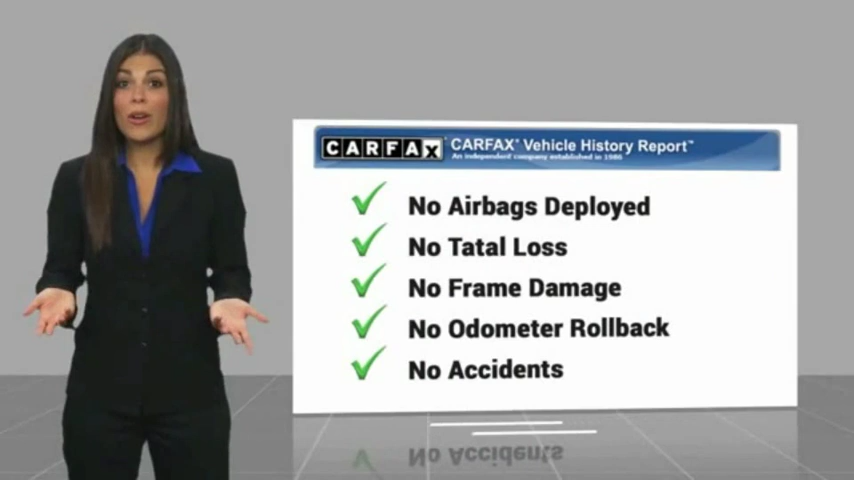 CARFAX CARFAX® Vehicle History Report™
An independent company established in 1986
No Airbags Deployed
No Tatal Loss
No Frame Damage
No Odometer Rollback
No Accidents
No Accidents